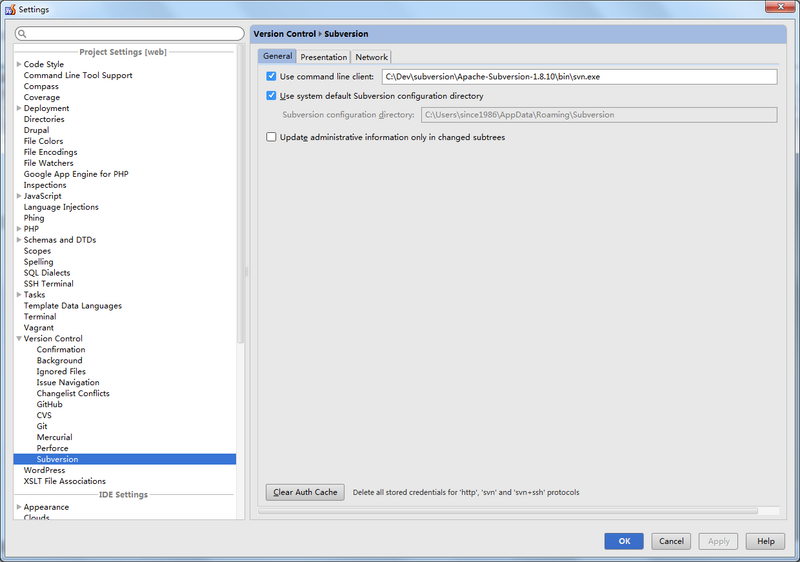 Settings
Project Settings [web]
Code Style
Command Line Tool Support
Compass
Coverage
Deployment
Directories
Drupal
File Colors
File Encodings
File Watchers
Google App Engine for PHP
Inspections
JavaScript
Language Injections
Phing
PHP
Schemas and DTDs
Scopes
Spelling
SQL Dialects
SSH Terminal
Tasks
Template Data Languages
Terminal
Vagrant
Version Control
Confirmation
Background
Ignored Files
Issue Navigation
Changelist Conflicts
GitHub
CVS
Git
Mercurial
Perforce
Subversion
WordPress
XSLT File Associations
IDE Settings
Appearance
Clouds
Version Control › Subversion
General Presentation Network
Use command line client: C:\Dev\subversion\Apache-Subversion-1.8.10\bin\svn.exe
Use system default Subversion configuration directory
Subversion configuration directory: C:\Users\since1986\AppData\Roaming\Subversion
Update administrative information only in changed subtrees
Clear Auth Cache Delete all stored credentials for 'http', 'svn' and 'svn+ssh' protocols
OK Cancel Apply Help